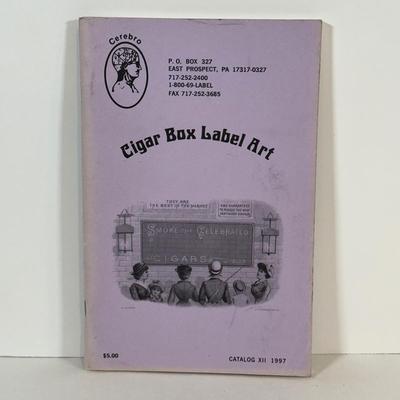 Cerebro
P. O. BOX 327
EAST PROSPECT, PA 17317-0327
717-252-2400
1-800-69-LABEL
FAX 717-252-3685
Cigar Box Label Art
THEY ARE
THE BEST IN THE MARKET
SMOKE THE CELEBRATED
CIGARS
$5.00
CATALOG XII 1997